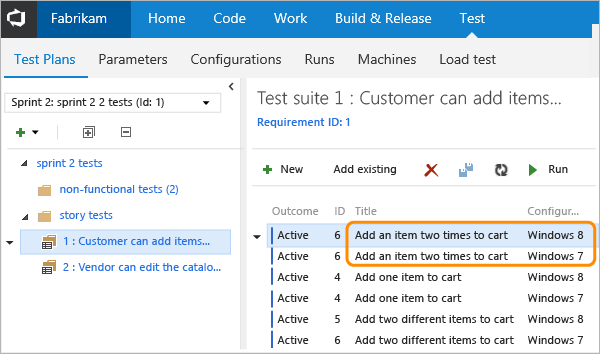 Fabrikam Home Code Work Build & Release Test
Test Plans Parameters Configurations Runs Machines Load test
Sprint 2: sprint 2 2 tests (Id: 1)
sprint 2 tests
non-functional tests (2)
story tests
1 : Customer can add items...
2 : Vendor can edit the catalo...
Test suite 1 : Customer can add items...
Requirement ID: 1
New Add existing Run
Outcome ID Title Configur...
Active 6 Add an item two times to cart Windows 8
Active 6 Add an item two times to cart Windows 7
Active 4 Add one item to cart Windows 8
Active 4 Add one item to cart Windows 7
Active 5 Add two different items to cart Windows 8
Active 6 Add two different items to cart Windows 7